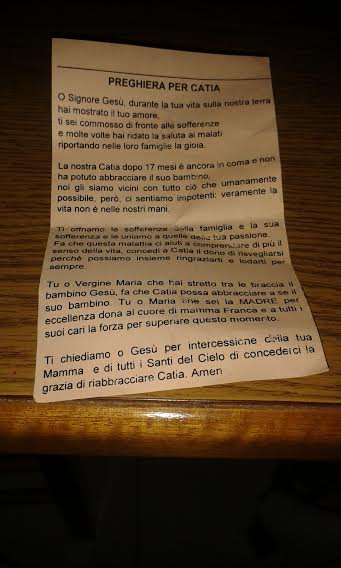 PREGHIERA PER CATIA
O Signore Gesù, durante la tua vita sulla nostra terra
hai mostrato il tuo amore,
ti sei commosso di fronte alle sofferenze
e molte volte hai ridato la saluta ai malati
riportando nelle loro famiglie la gioia.
La nostra Catia dopo 17 mesi è ancora in coma e non
ha potuto abbracciare il suo bambino,
noi gli siamo vicini con tutto ciò che umanamente
possibile, però, ci sentiamo impotenti: veramente la
vita non è nelle nostri mani.
Ti offriamo le sofferenze della famiglia e la sua
sofferenza e le uniamo a quelle della tua passione.
Fa che questa malattia ci aiuti a comprendere di più il
senso della vita, concedi a Catia il dono di risvegliarsi
perché possiamo insieme ringraziarti e lodarti per
sempre.
Tu o Vergine Maria che hai stretto tra le braccia il
bambino Gesù, fa che Catia possa abbracciare a se il
suo bambino. Tu o Maria che sei la MADRE per
eccellenza dona al cuore di mamma Franca e a tutti i
suoi cari la forza per superare questo momento.
Ti chiediamo o Gesù per intercessione della tua
Mamma e di tutti i Santi del Cielo di concederci la
grazia di riabbracciare Catia. Amen